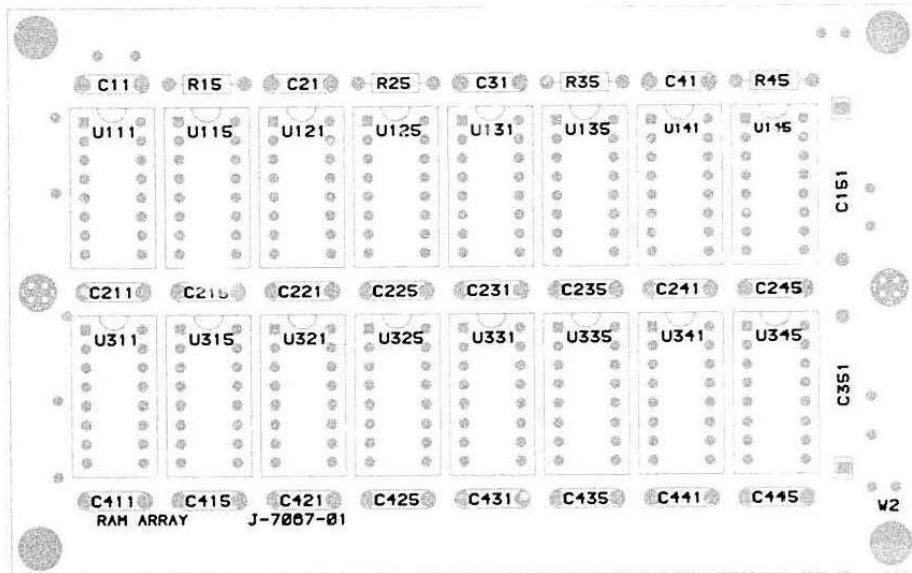 C11 R15 C21 R25 C31 R35 C41 R45
U111 U115 U121 U125 U131 U135 U141 U145
C151
C211 C215 C221 C225 C231 C235 C241 C245
U311 U315 U321 U325 U331 U335 U341 U345
C351
C411 C415 C421 C425 C431 C435 C441 C445
W2
RAM ARRAY J-7087-01